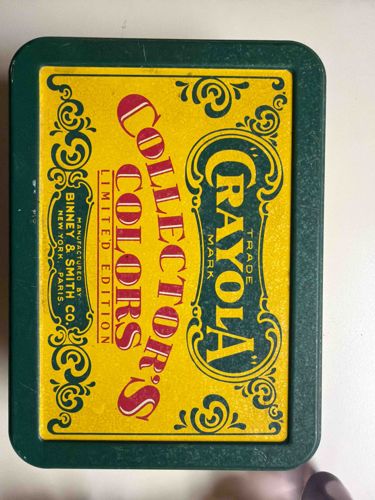 "CRAYOLA"
TRADE MARK
COLLECTOR'S
COLORS
LIMITED EDITION
MANUFACTURED BY
BINNEY & SMITH CO.
NEW YORK. PARIS.